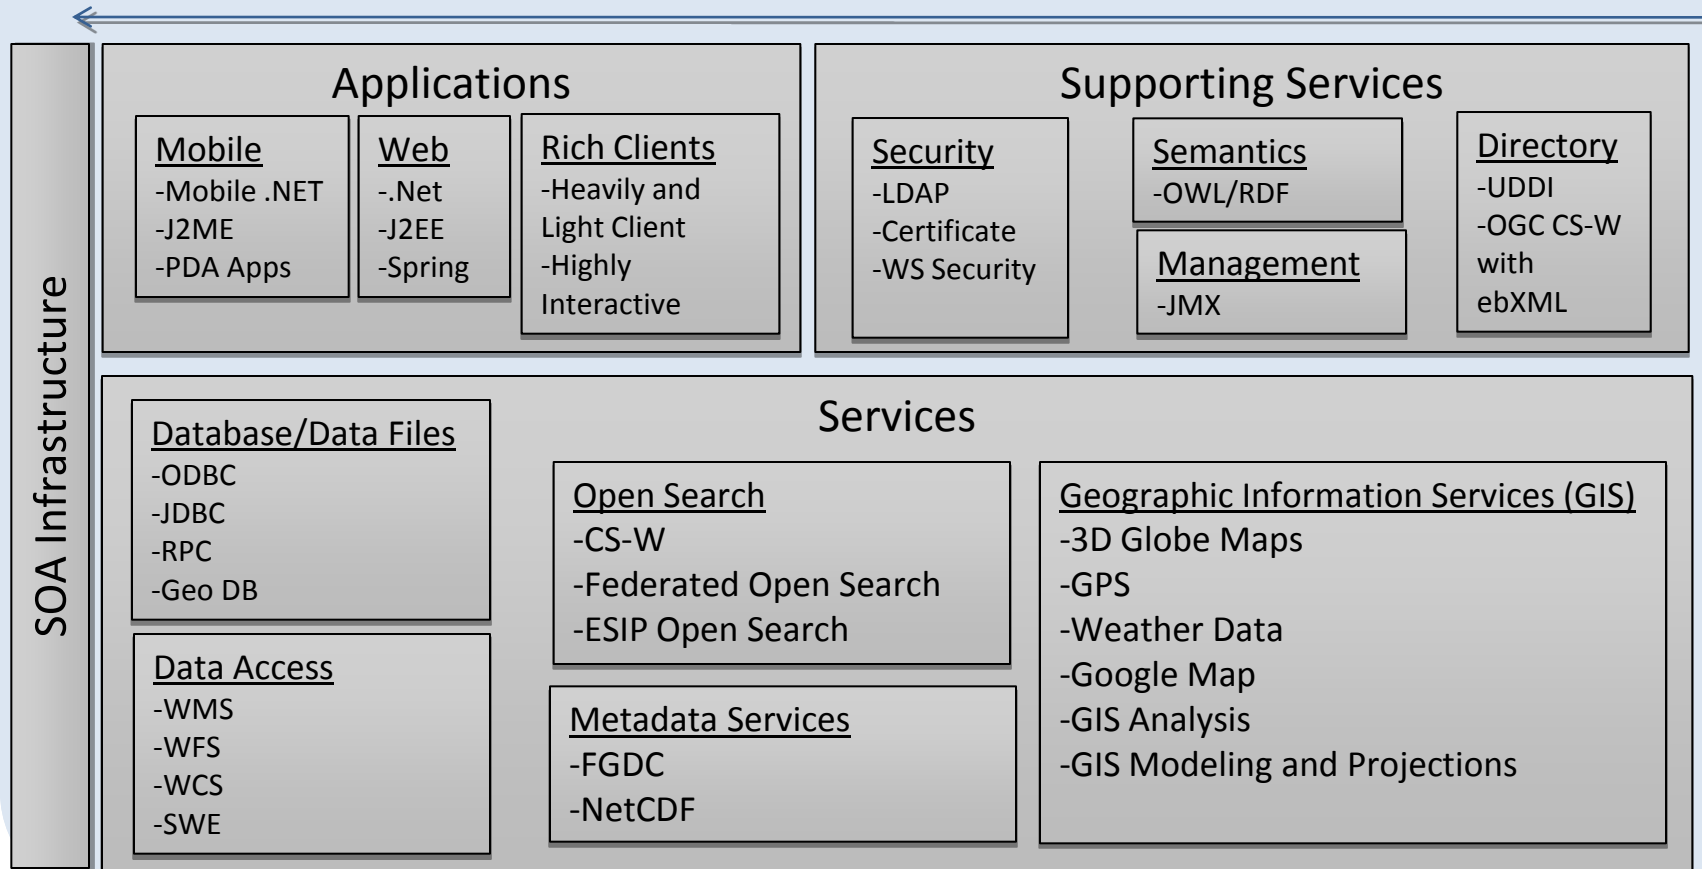 SOA Infrastructure
Applications
Mobile
-Mobile .NET
-J2ME
-PDA Apps
Web
-.Net
-J2EE
-Spring
Rich Clients
-Heavily and
Light Client
-Highly
Interactive
Supporting Services
Security
-LDAP
-Certificate
-WS Security
Semantics
-OWL/RDF
Management
-JMX
Directory
-UDDI
-OGC CS-W
with
ebXML
Services
Database/Data Files
-ODBC
-JDBC
-RPC
-Geo DB
Data Access
-WMS
-WFS
-WCS
-SWE
Open Search
-CS-W
-Federated Open Search
-ESIP Open Search
Metadata Services
-FGDC
-NetCDF
Geographic Information Services (GIS)
-3D Globe Maps
-GPS
-Weather Data
-Google Map
-GIS Analysis
-GIS Modeling and Projections